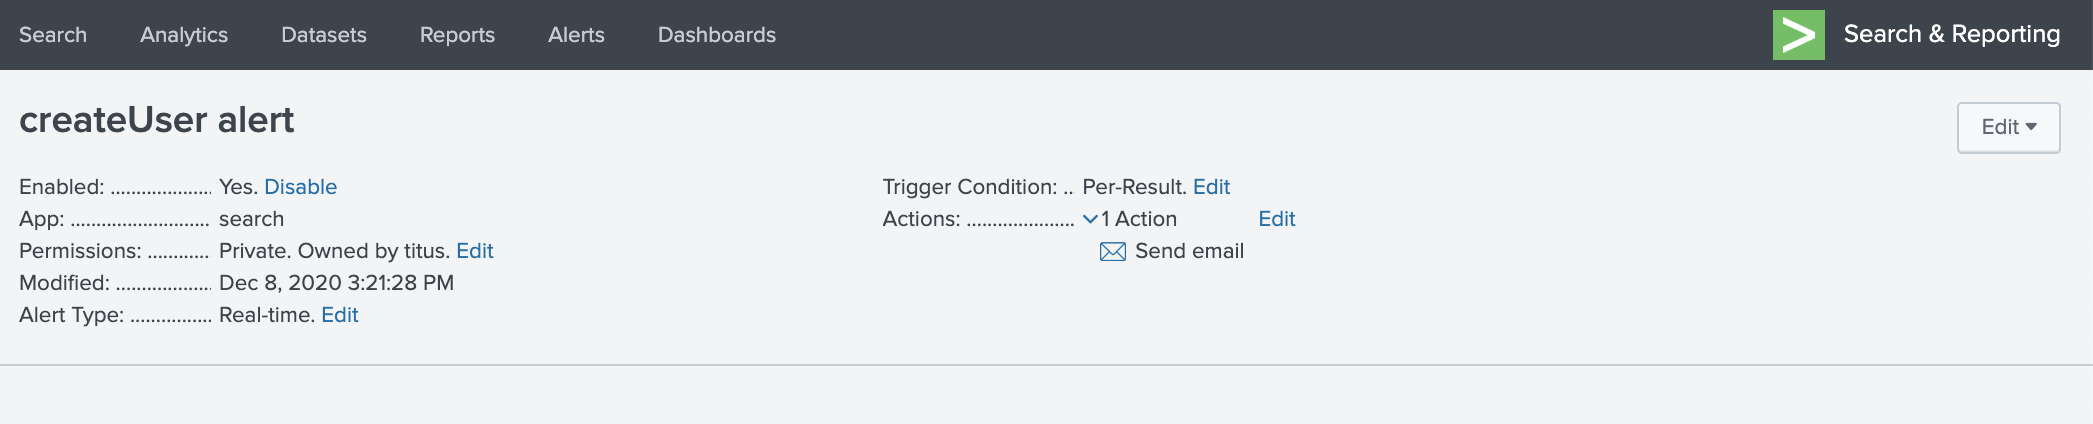 Search Analytics Datasets Reports Alerts Dashboards Search & Reporting
createUser alert
Edit
Enabled: .................... Yes. Disable
App: ........................... search
Permissions: ............ Private. Owned by titus. Edit
Modified: ................... Dec 8, 2020 3:21:28 PM
Alert Type: ................ Real-time. Edit
Trigger Condition: .. Per-Result. Edit
Actions: ..................... 1 Action Edit
Send email